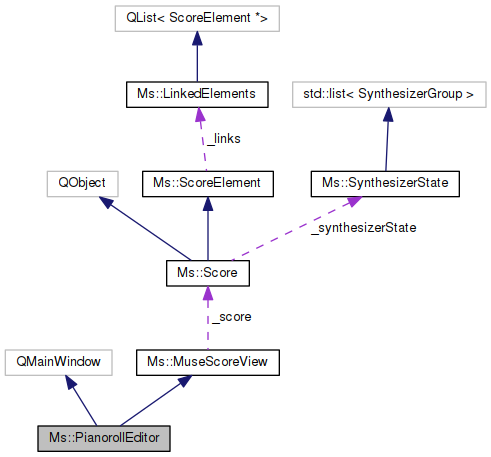 QList< ScoreElement *>
Ms::LinkedElements
std::list< SynthesizerGroup >
_links
QObject
Ms::ScoreElement
Ms::SynthesizerState
_synthesizerState
Ms::Score
_score
QMainWindow
Ms::MuseScoreView
Ms::PianorollEditor